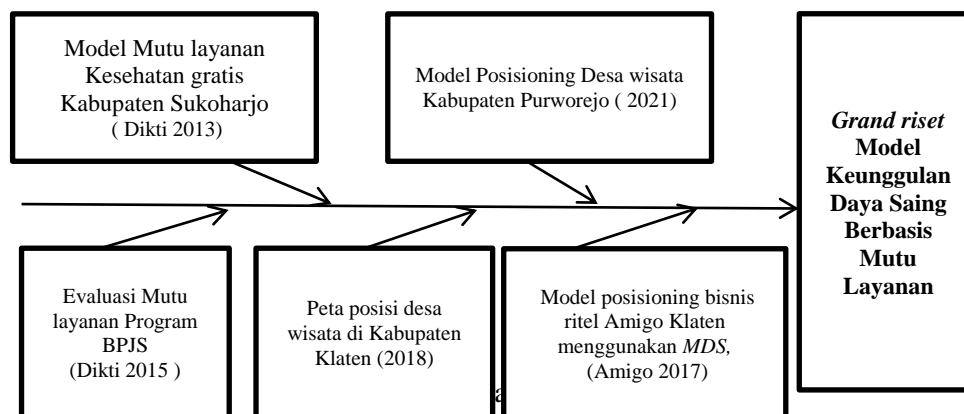 Model Mutu layanan
Kesehatan gratis
Kabupaten Sukoharjo
( Dikti 2013)
Model Posisioning Desa wisata
Kabupaten Purworejo ( 2021)
Grand riset
Model
Keunggulan
Daya Saing
Berbasis
Mutu
Layanan
Evaluasi Mutu
layanan Program
BPJS
(Dikti 2015 )
Peta posisi desa
wisata di Kabupaten
Klaten (2018)
Model posisioning bisnis
ritel Amigo Klaten
menggunakan MDS,
(Amigo 2017)